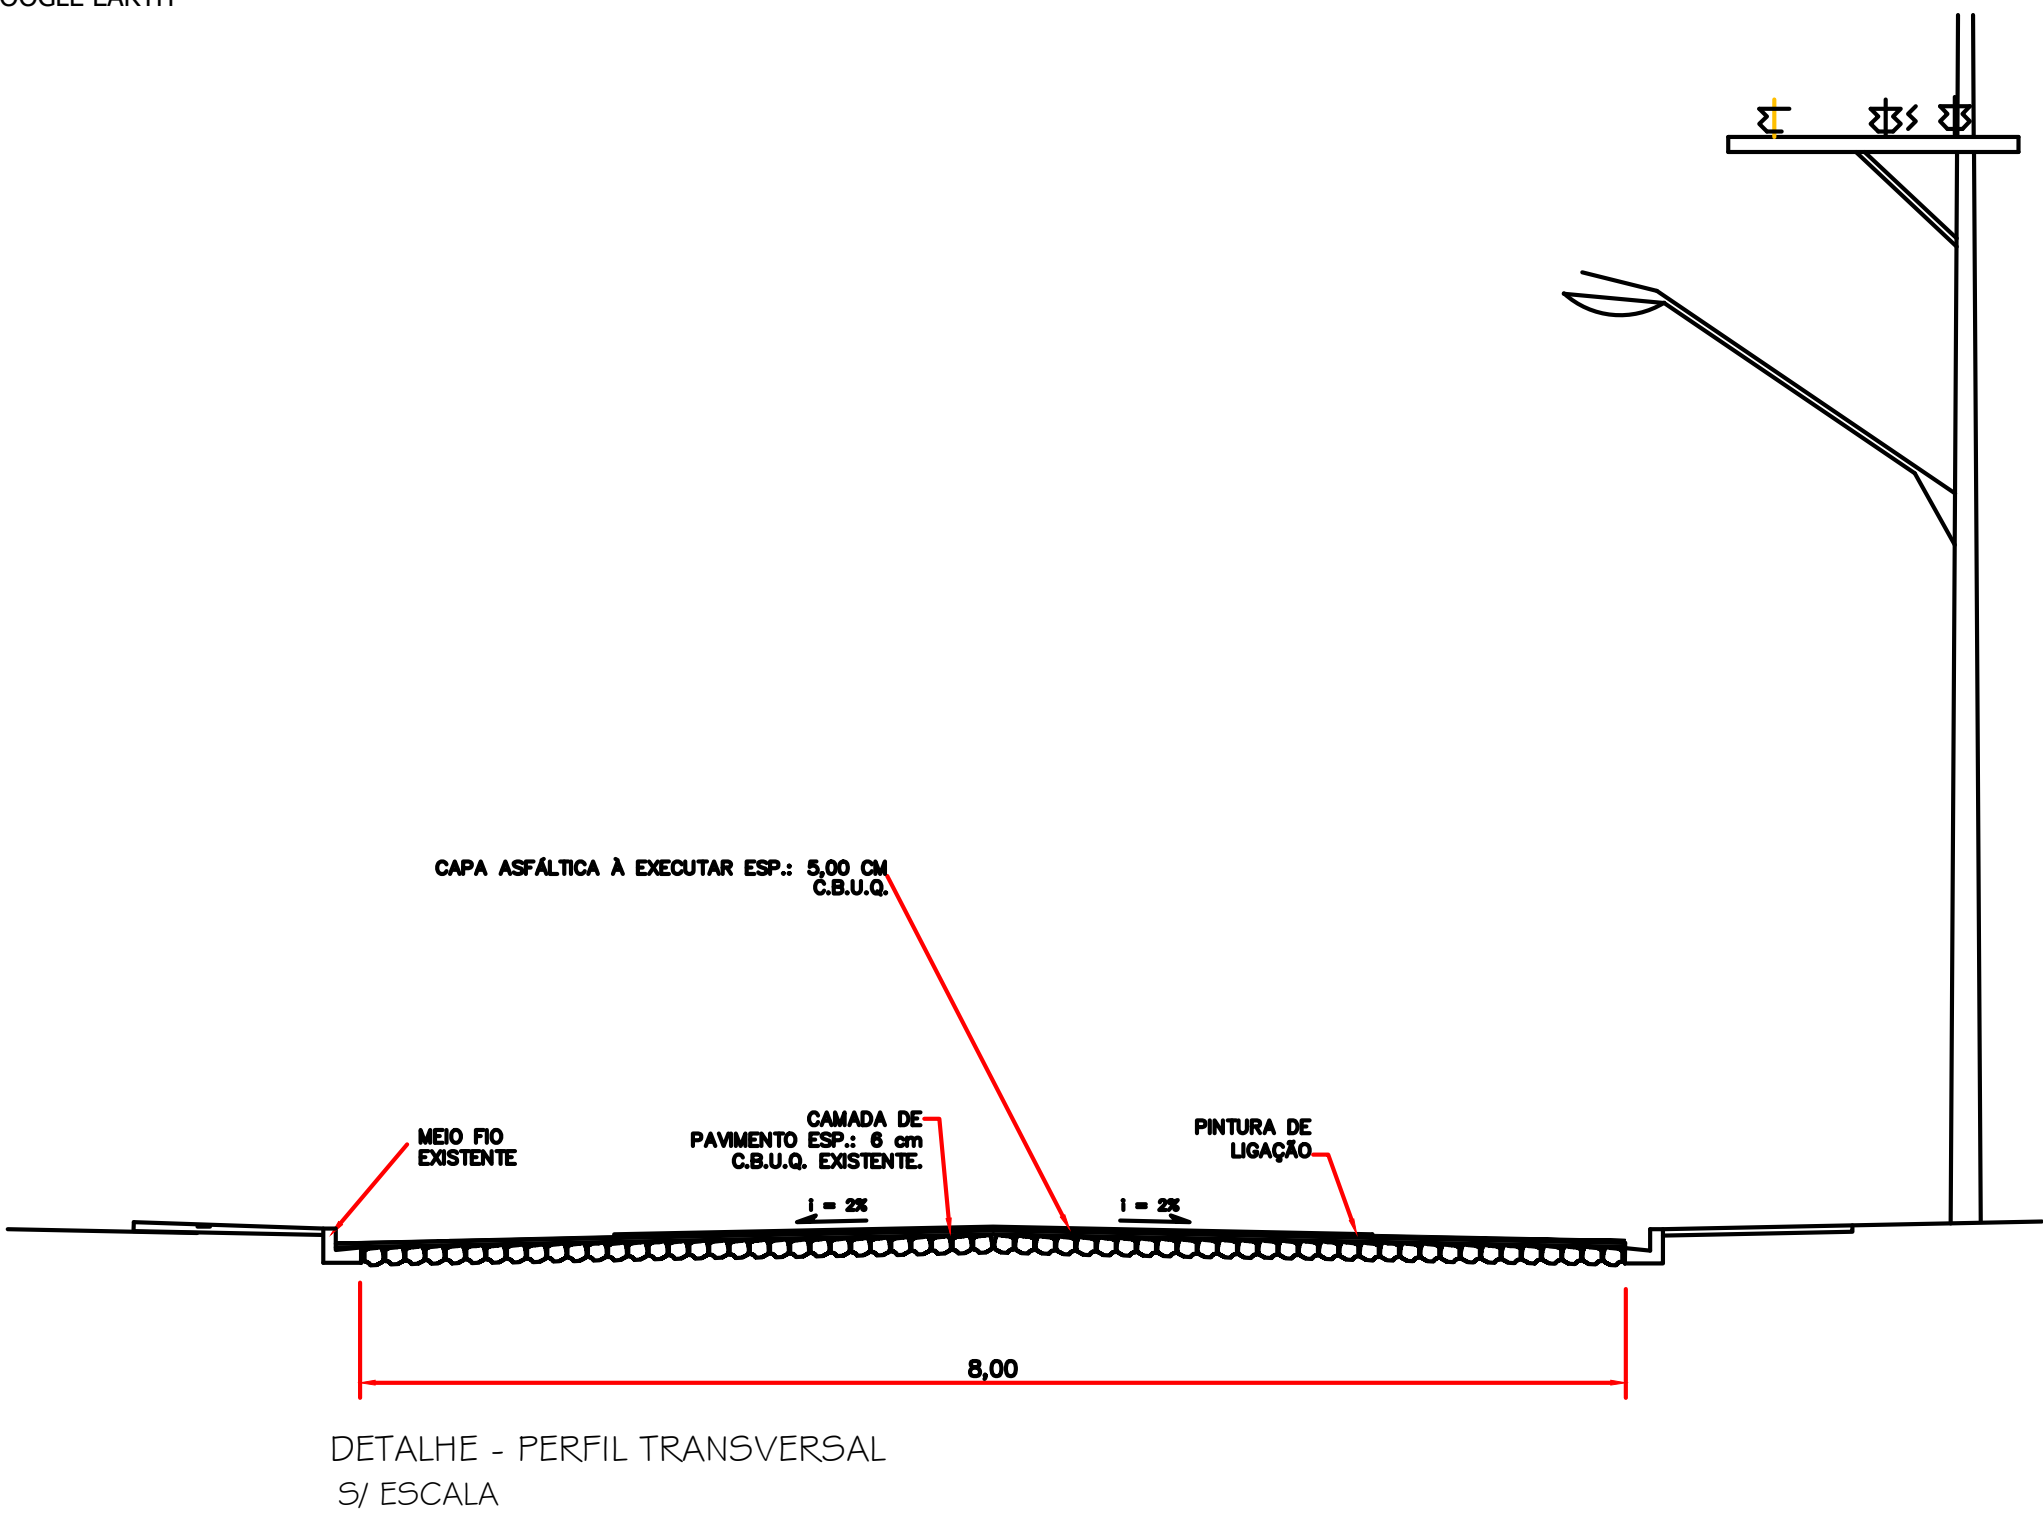 EARTH
CAPA ASFÁLTICA À EXECUTAR ESP.: 5,00 CM
C.B.U.Q.
CAMADA DE
PAVIMENTO ESP.: 6 cm
C.B.U.Q. EXISTENTE.
MEIO FIO
EXISTENTE
PINTURA DE
LIGAÇÃO
i = 2%
i = 2%
8,00
DETALHE - PERFIL TRANSVERSAL
S/ ESCALA